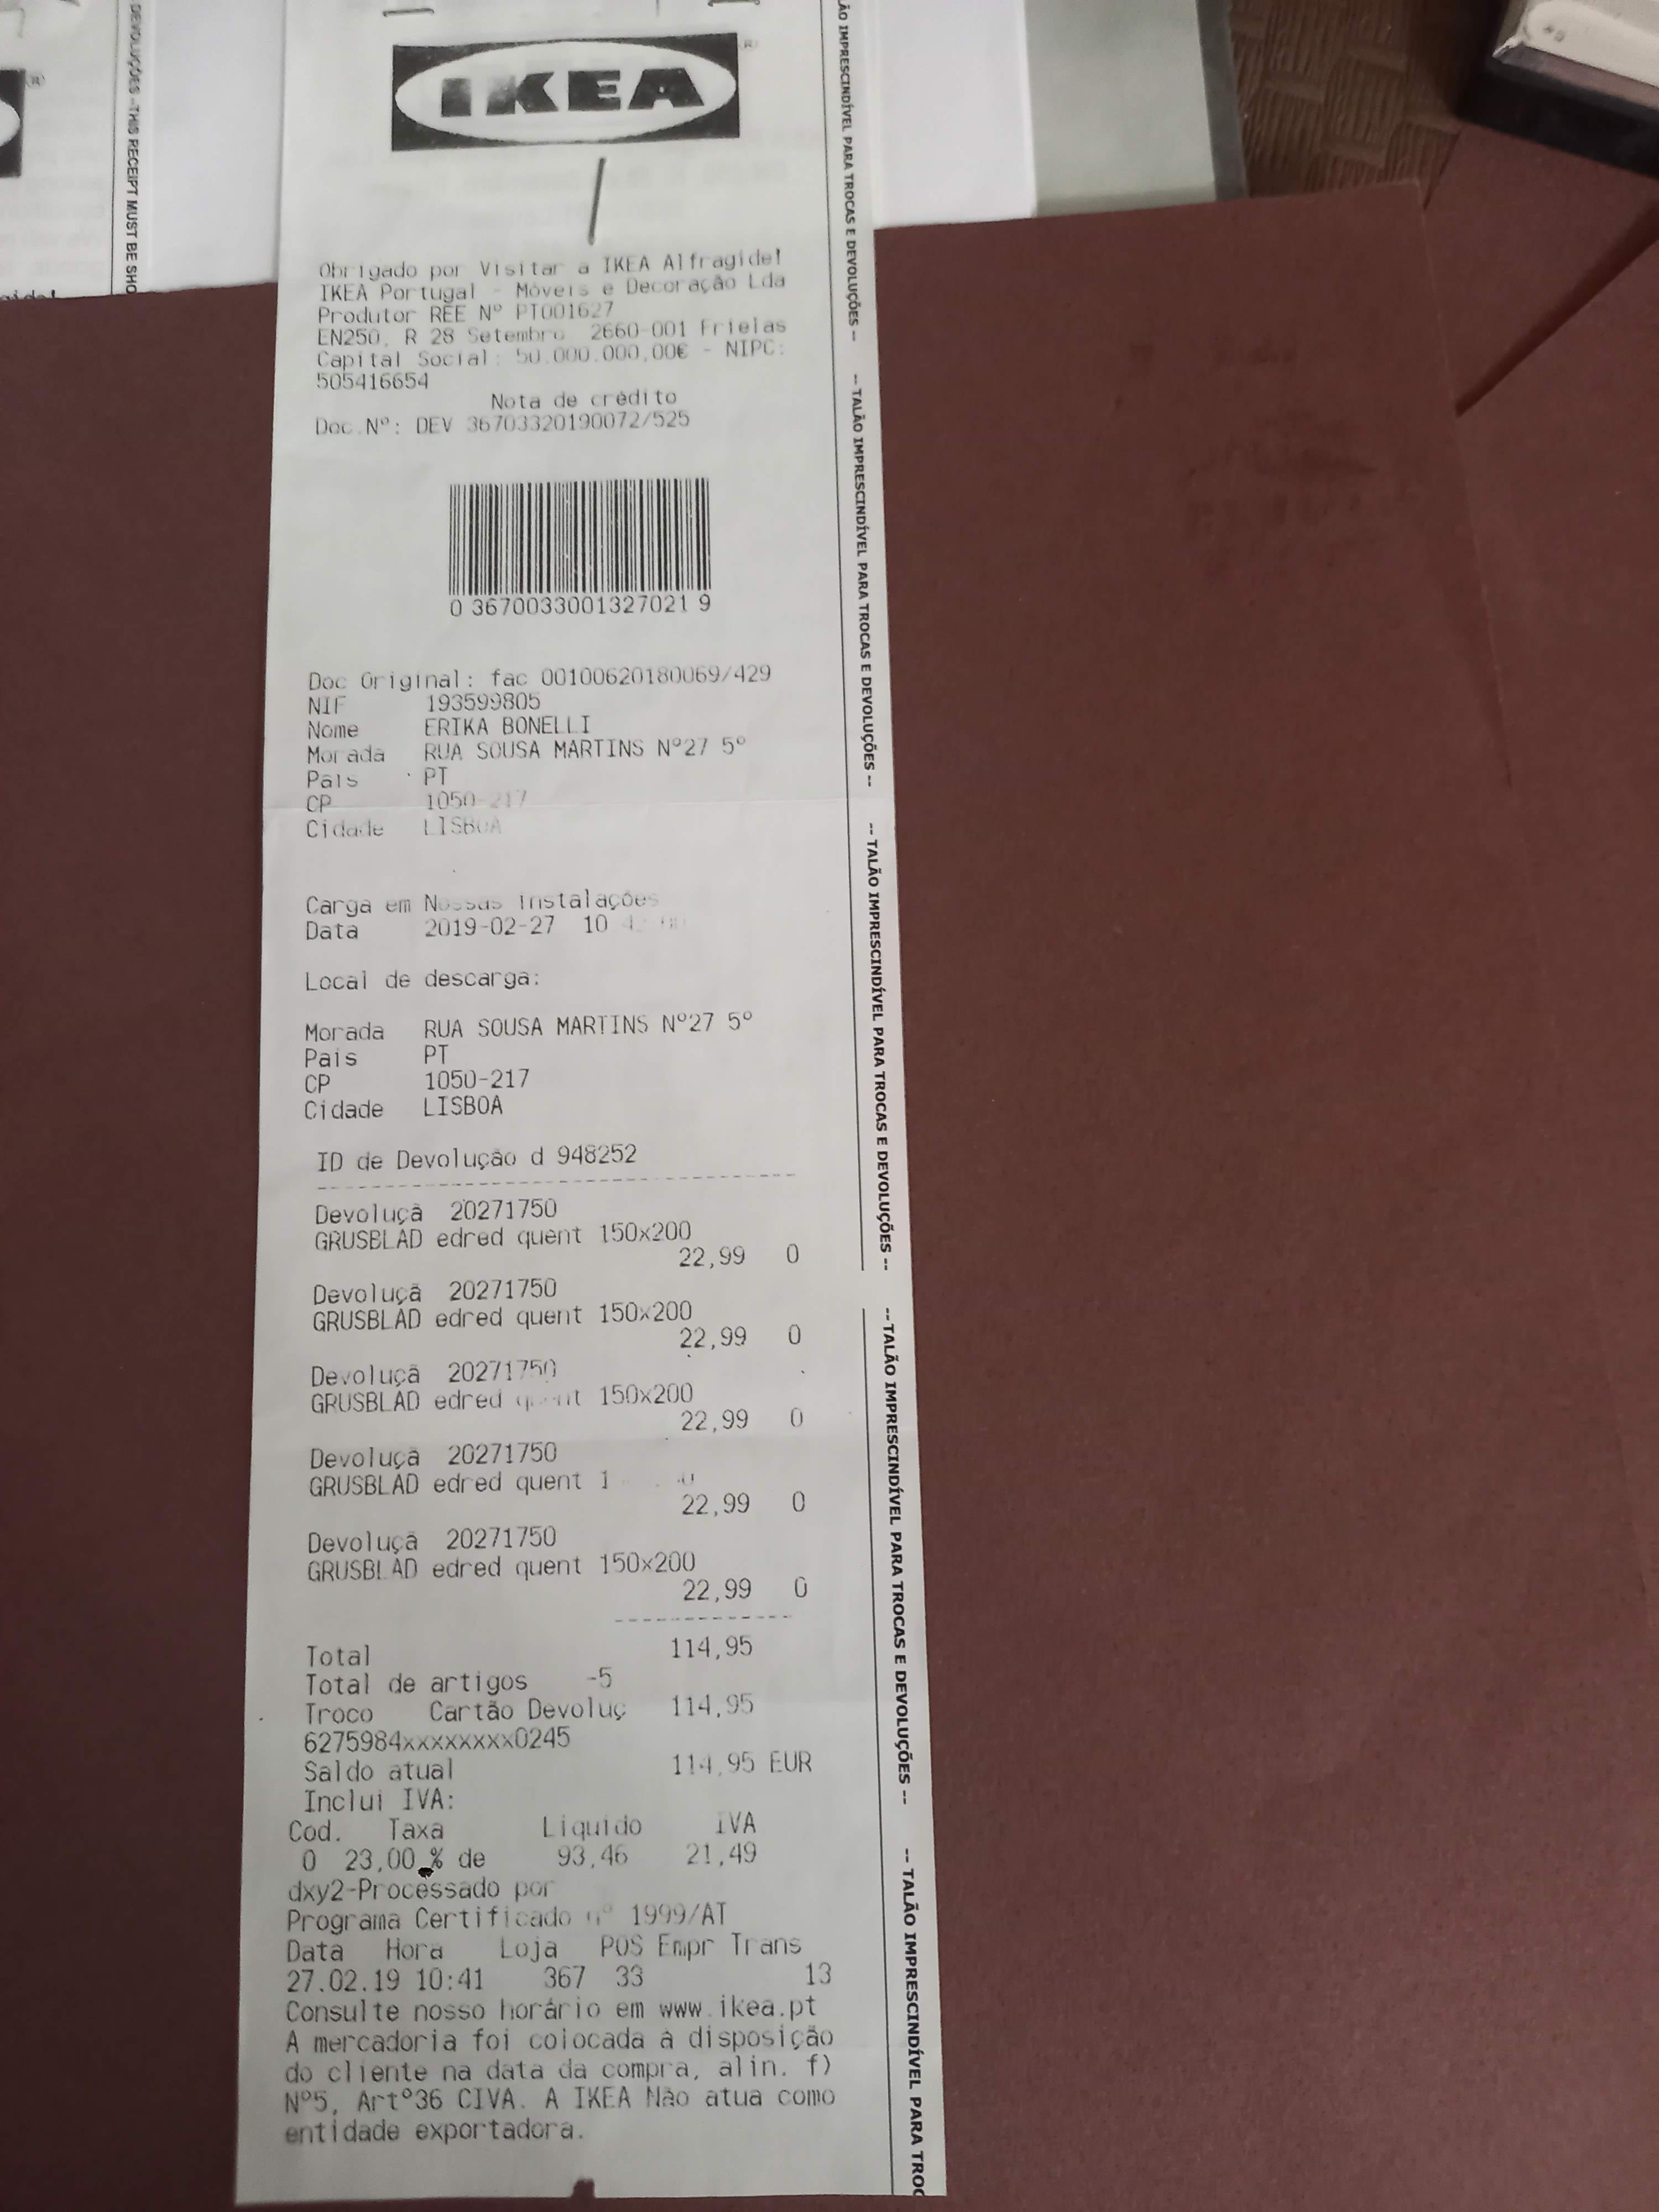 IKEA
Obrigado por Visitar a IKEA Alfragide!
IKEA Portugal - Móveis e Decoração Lda
Produtor REE Nº PT001627
EN250, R 28 Setembro 2660-001 Frielas
Capital Social: 50.000.000,00€ - NIPC:
505416654
Nota de crédito
Doc.Nº: DEV 36703320190072/525
0 3670033001327021 9
Doc Original: fac 00100620180069/429
NIF 193599805
Nome ERIKA BONELLI
Morada RUA SOUSA MARTINS Nº27 5º
País PT
CP 1050-217
Cidade LISBOA
Carga em Nossas Instalações
Data 2019-02-27 10
Local de descarga:
Morada RUA SOUSA MARTINS Nº27 5º
Pais PT
CP 1050-217
Cidade LISBOA
ID de Devolução d 948252
Devoluçã 20271750
GRUSBLAD edred quent 150x200
22,99 0
Devoluçã 20271750
GRUSBLAD edred quent 150x200
22,99 0
Devoluçã 20271750
GRUSBLAD edred quent 150x200
22,99 0
Devoluçã 20271750
GRUSBLAD edred quent
22,99 0
Devoluçã 20271750
GRUSBLAD edred quent 150x200
22,99 0
Total 114,95
Total de artigos -5
Troco Cartão Devoluç 114,95
6275984xxxxxxxx0245
Saldo atual 114,95 EUR
Inclui IVA:
Cod. Taxa Liquido IVA
0 23,00 % de 93,46 21,49
dxy2-Processado por
Programa Certificado nº 1999/AT
Data Hora Loja POS Empr Trans
27.02.19 10:41 367 33 13
Consulte nosso horário em www.ikea.pt
A mercadoria foi colocada à disposição
do cliente na data da compra, alin. f)
Nº5, Artº36 CIVA. A IKEA Não atua como
entidade exportadora.
ÃO IMPRESCINDÍVEL PARA TROCAS E DEVOLUÇÕES --
-- TALÃO IMPRESCINDÍVEL PARA TROCAS E DEVOLUÇÕES --
-- TALÃO IMPRESCINDÍVEL PARA TROCAS E DEVOLUÇÕES --
-- TALÃO IMPRESCINDÍVEL PARA TROCAS E DEVOLUÇÕES --
-- TALÃO IMPRESCINDÍVEL PARA TROC
DEVOLUÇÕES -THIS RECEIPT MUST BE SHO